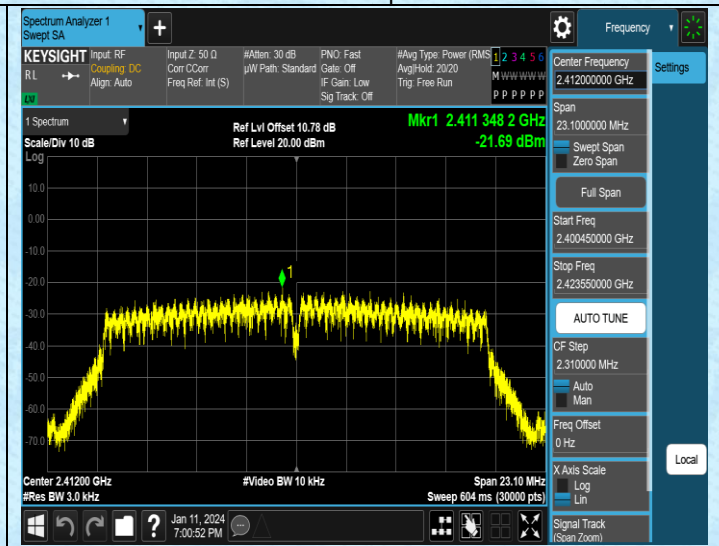 Spectrum Analyzer 1
Swept SA
+
Frequency
KEYSIGHT
RL
Input: RF
Coupling: DC
Align: Auto
Input Z: 50 Ω
Corr CCorr
Freq Ref: Int (S)
#Atten: 30 dB
µW Path: Standard
PNO: Fast
Gate: Off
IF Gain: Low
Sig Track: Off
#Avg Type: Power (RMS
Avg|Hold: 20/20
Trig: Free Run
1 2 3 4 5 6
M W W W W W
P P P P P P
1 Spectrum
Scale/Div 10 dB
Log
Ref Lvl Offset 10.78 dB
Ref Level 20.00 dBm
Mkr1 2.411 348 2 GHz
-21.69 dBm
10.0
0.00
-10.0
-20.0
-30.0
-40.0
-50.0
-60.0
-70.0
1
Center 2.41200 GHz
#Res BW 3.0 kHz
#Video BW 10 kHz
Span 23.10 MHz
Sweep 604 ms (30000 pts)
?
Jan 11, 2024
7:00:52 PM
Center Frequency
2.412000000 GHz
Span
23.1000000 MHz
Swept Span
Zero Span
Full Span
Start Freq
2.400450000 GHz
Stop Freq
2.423550000 GHz
AUTO TUNE
CF Step
2.310000 MHz
Auto
Man
Freq Offset
0 Hz
X Axis Scale
Log
Lin
Signal Track
(Span Zoom)
Settings
Local